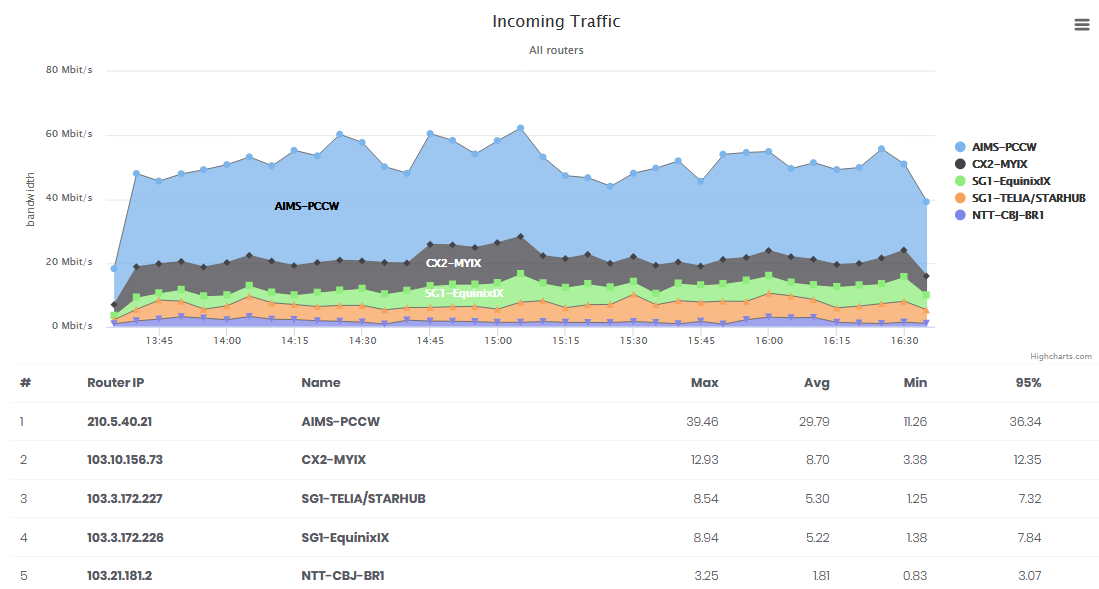 Incoming Traffic
All routers
80 Mbit/s
60 Mbit/s
40 Mbit/s
20 Mbit/s
0 Mbit/s
bandwidth
AIMS-PCCW
CX2-MYIX
SG1-EquinixIX
13:45 14:00 14:15 14:30 14:45 15:00 15:15 15:30 15:45 16:00 16:15 16:30
AIMS-PCCW
CX2-MYIX
SG1-EquinixIX
SG1-TELIA/STARHUB
NTT-CBJ-BR1
Highcharts.com
# Router IP Name Max Avg Min 95%
1 210.5.40.21 AIMS-PCCW 39.46 29.79 11.26 36.34
2 103.10.156.73 CX2-MYIX 12.93 8.70 3.38 12.35
3 103.3.172.227 SG1-TELIA/STARHUB 8.54 5.30 1.25 7.32
4 103.3.172.226 SG1-EquinixIX 8.94 5.22 1.38 7.84
5 103.21.181.2 NTT-CBJ-BR1 3.25 1.81 0.83 3.07